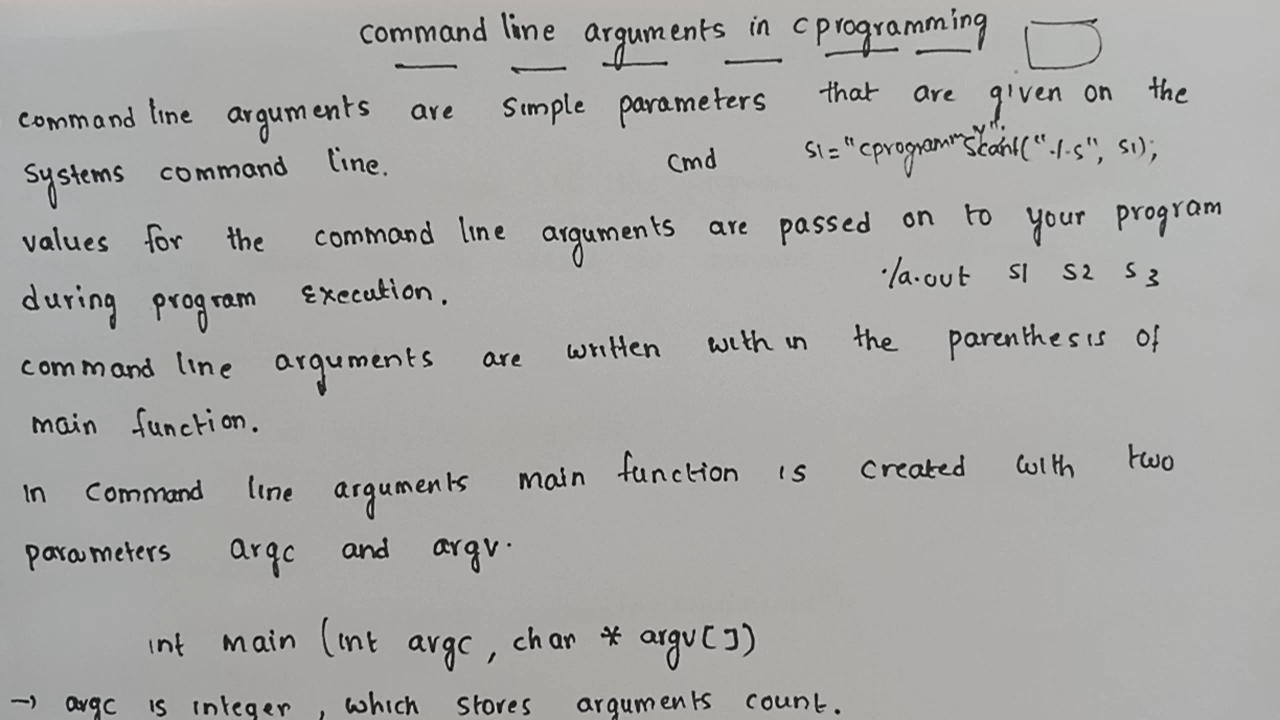 command line arguments in c programming
command line arguments are simple parameters that are given on the
systems command line. cmd s1="cprogramm scanf("%s", s1);
values for the command line arguments are passed on to your program
during program Execution. ./a.out s1 s2 s3
command line arguments are written with in the parenthesis of
main function.
In command line arguments main function is created with two
parameters argc and argv.
int main (int argc, char * argv[])
→ argc is integer, which stores arguments count.